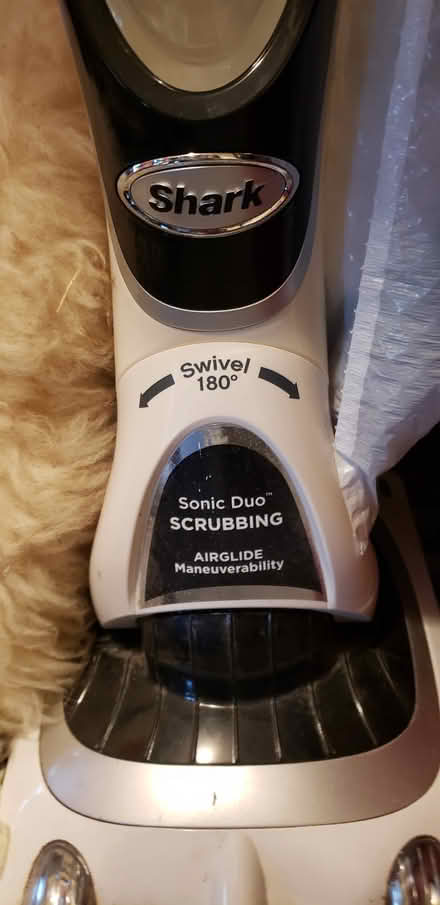 Shark
Swivel
180°
Sonic Duo™
SCRUBBING
AIRGLIDE
Maneuverability